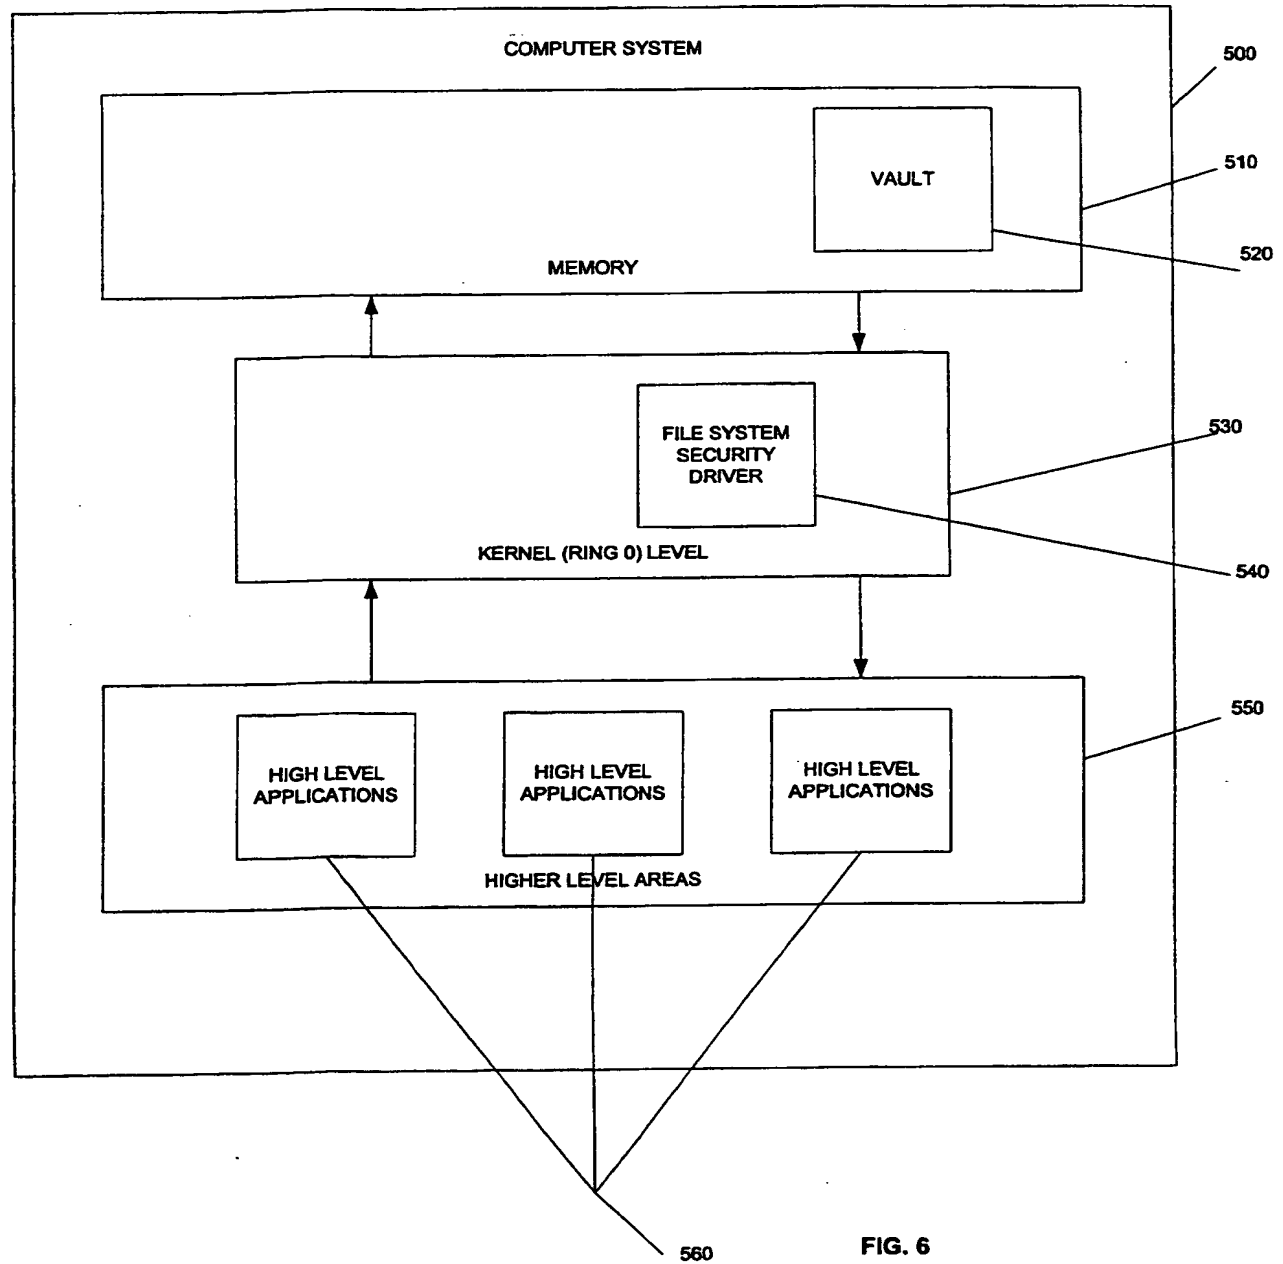 COMPUTER SYSTEM
500
VAULT
510
520
MEMORY
FILE SYSTEM
SECURITY
DRIVER
530
KERNEL (RING 0) LEVEL
540
550
HIGH LEVEL
APPLICATIONS
HIGH LEVEL
APPLICATIONS
HIGH LEVEL
APPLICATIONS
HIGHER LEVEL AREAS
560
FIG. 6